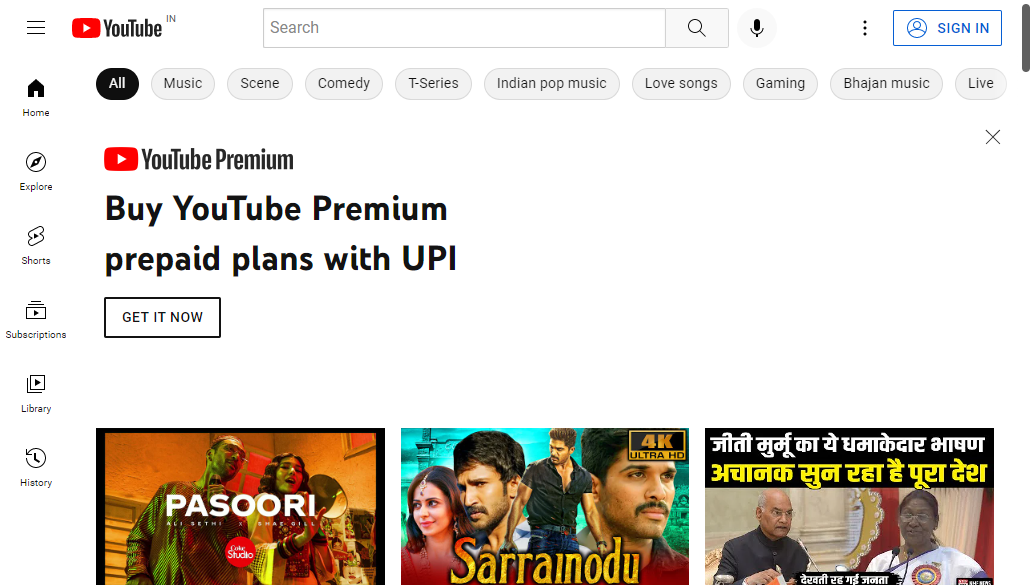 YouTube IN
Search
SIGN IN
All
Music
Scene
Comedy
T-Series
Indian pop music
Love songs
Gaming
Bhajan music
Live
Home
Explore
Shorts
Subscriptions
Library
History
YouTube Premium
Buy YouTube Premium
prepaid plans with UPI
GET IT NOW
PASOORI
ALI SETHI X SHAE GILL
Coke
Studio
4K
ULTRA HD
Sarrainodu
जीती मुर्मू का ये धमाकेदार भाषण
अचानक सुन रहा है पूरा देश
देखती रह गई जनता